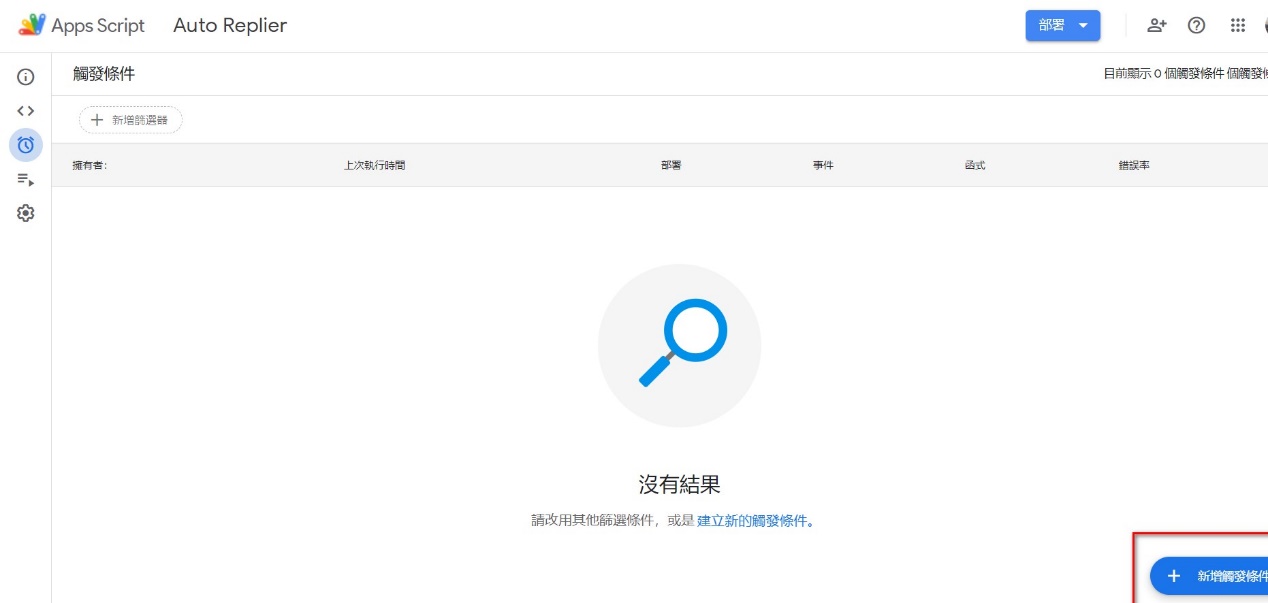 Apps Script Auto Replier 部署
觸發條件 目前顯示 0 個觸發條件 個觸發
新增篩選器
擁有者: 上次執行時間 部署 事件 函式 錯誤率
沒有結果
請改用其他篩選條件，或是 建立新的觸發條件。
新增觸發條件